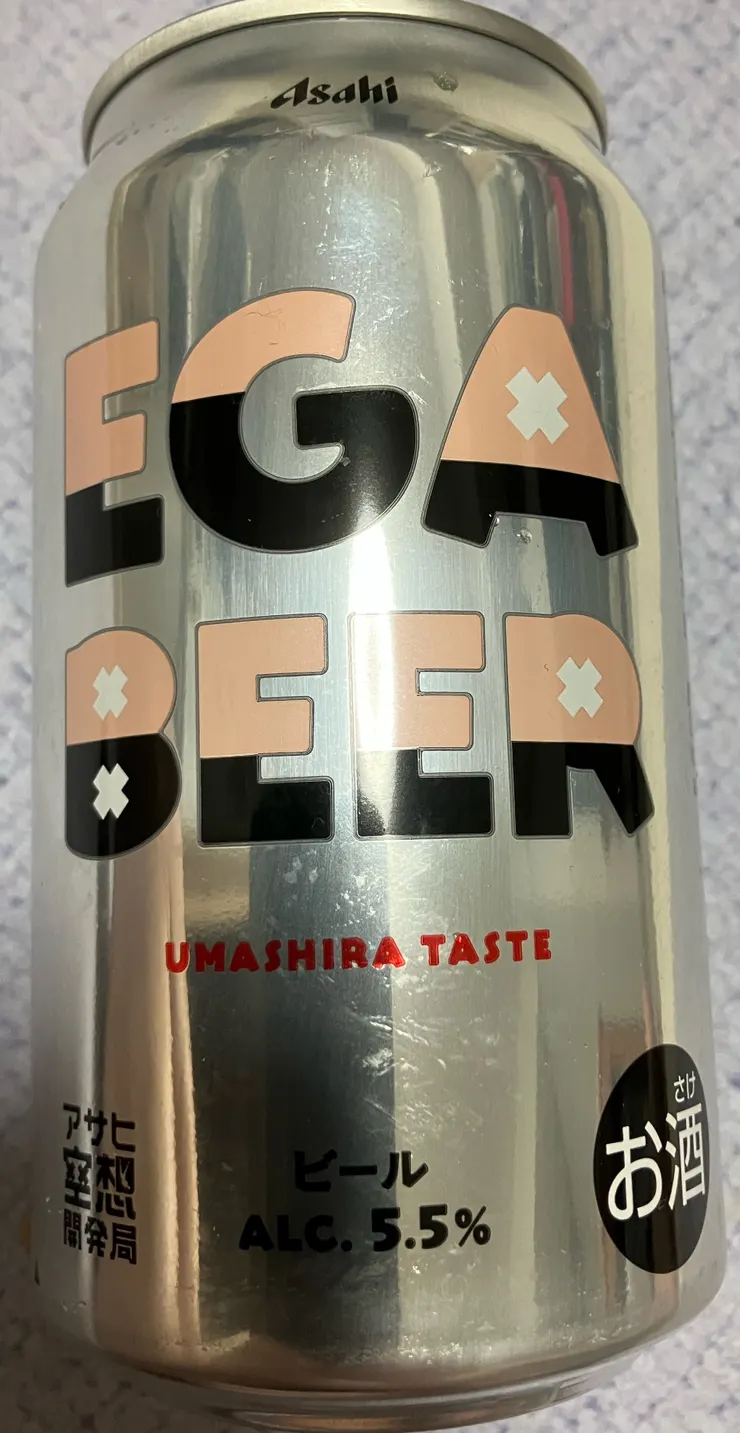 Asahi
EGA
BEER
UMASHIRA TASTE
アサヒ
空想
開発局
ビール
ALC. 5.5%
さけ
お酒